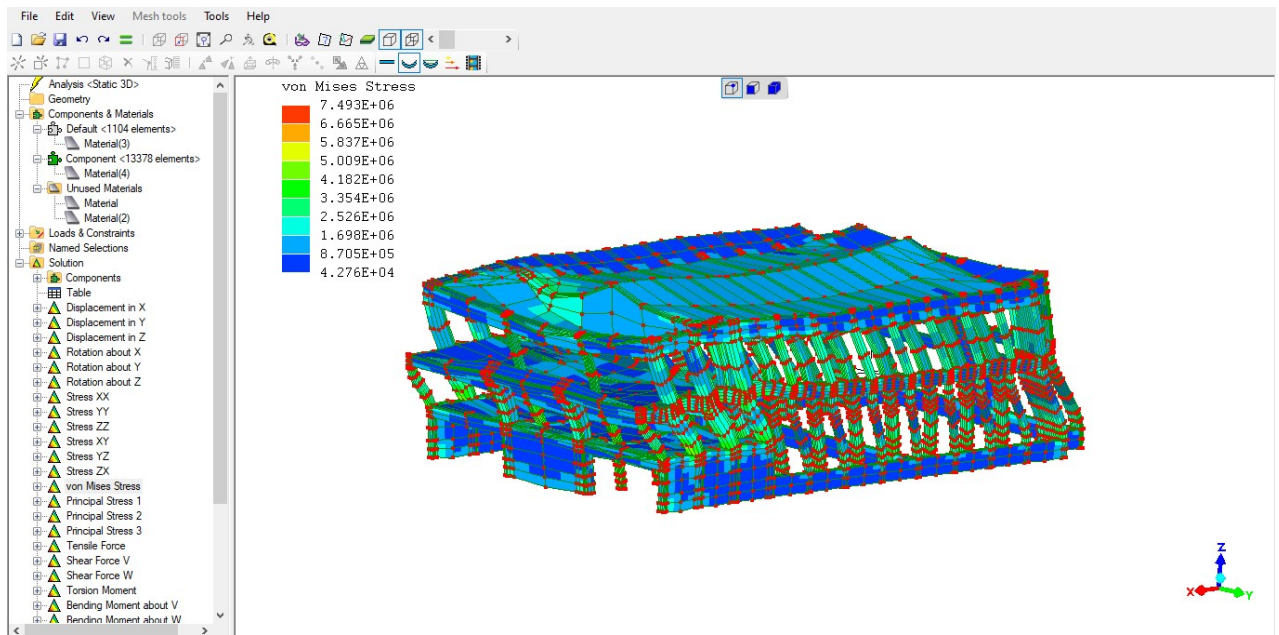 File Edit View Mesh tools Tools Help
Analysis <Static 3D>
Geometry
Components & Materials
Default <1104 elements>
Material(3)
Component <13378 elements>
Material(4)
Unused Materials
Material
Material(2)
Loads & Constraints
Named Selections
Solution
Components
Table
Displacement in X
Displacement in Y
Displacement in Z
Rotation about X
Rotation about Y
Rotation about Z
Stress XX
Stress YY
Stress ZZ
Stress XY
Stress YZ
Stress ZX
von Mises Stress
Principal Stress 1
Principal Stress 2
Principal Stress 3
Tensile Force
Shear Force V
Shear Force W
Torsion Moment
Bending Moment about V
Bending Moment about W
von Mises Stress
7.493E+06
6.665E+06
5.837E+06
5.009E+06
4.182E+06
3.354E+06
2.526E+06
1.698E+06
8.705E+05
4.276E+04
Z
X
Y